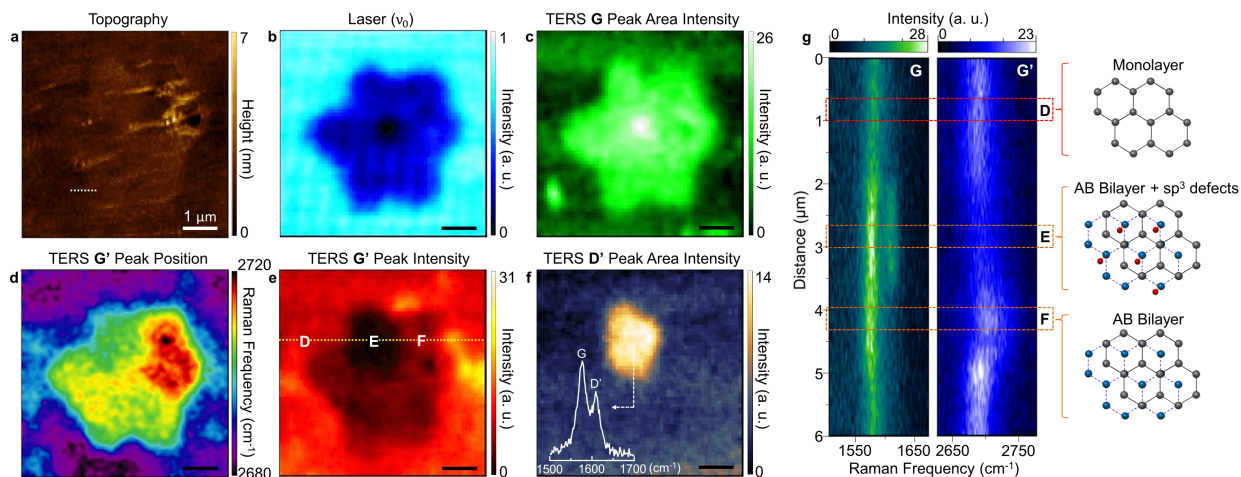 Topography
a
7
0
Height (nm)
1 μm
Laser (ν0)
b
1
0
Intensity (a. u.)
TERS G Peak Area Intensity
c
26
0
Intensity (a. u.)
TERS G’ Peak Position
d
2720
2680
Raman Frequency (cm-1)
TERS G’ Peak Intensity
e
D
E
F
31
0
Intensity (a. u.)
TERS D’ Peak Area Intensity
f
G
D’
1500
1600
1700 (cm-1)
14
0
Intensity (a. u.)
g
Intensity (a. u.)
0
28
0
23
G
G’
0
1
2
3
4
5
6
Distance (μm)
1550
1650
2650
2750
Raman Frequency (cm-1)
D
E
F
Monolayer
AB Bilayer + sp3 defects
AB Bilayer